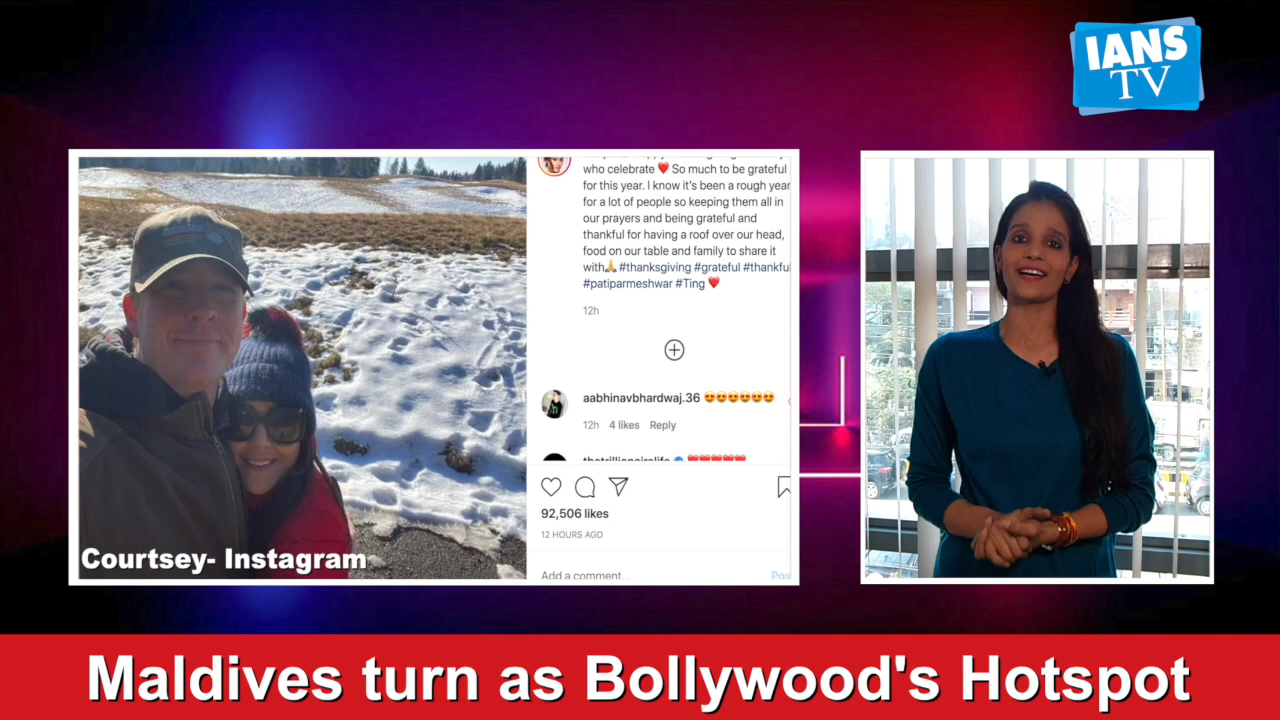 IANS
TV
who celebrate ❤️ So much to be grateful
for this year. I know it's been a rough year
for a lot of people so keeping them all in
our prayers and being grateful and
thankful for having a roof over our head,
food on our table and family to share it
with🙏 #thanksgiving #grateful #thankful
#patiparmeshwar #Ting ❤️
12h
aabhinavbhardwaj.36 😍😍😍😍😍😍
12h 4 likes Reply
92,506 likes
12 HOURS AGO
Add a comment...
Courtsey- Instagram
Maldives turn as Bollywood's Hotspot